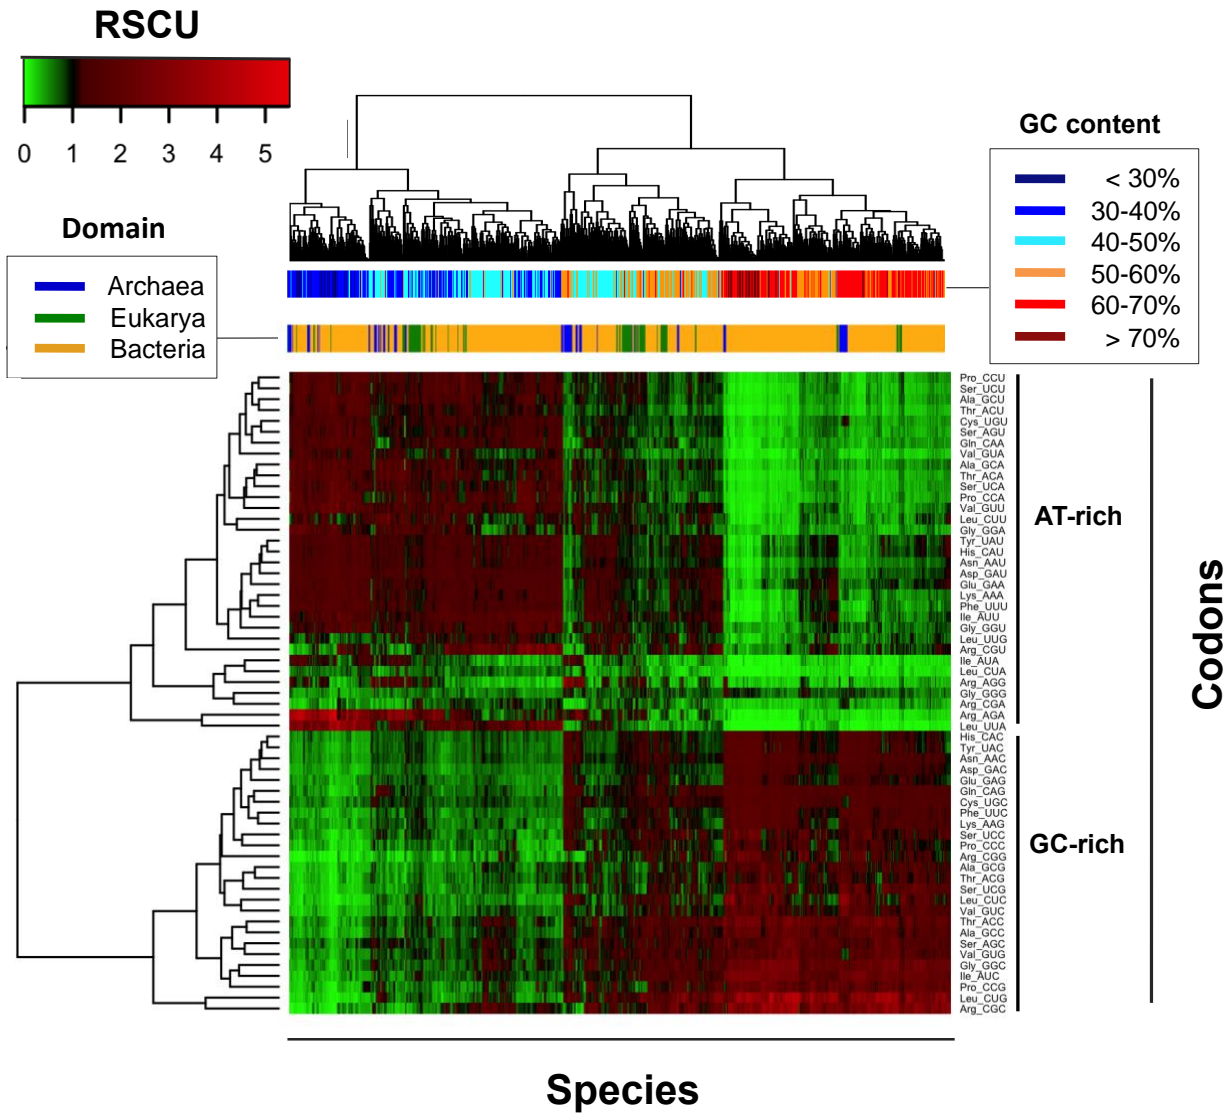 RSCU
0 1 2 3 4 5
GC content
< 30%
30-40%
40-50%
50-60%
60-70%
> 70%
Domain
Archaea
Eukarya
Bacteria
Pro_CCU
Ser_UCU
Ala_GCU
Thr_ACU
Cys_UGU
Ser_AGU
Gln_CAA
Val_GUA
Ala_GCA
Thr_ACA
Ser_UCA
Pro_CCA
Val_GUU
Leu_CUU
Gly_GGA
Tyr_UAU
His_CAU
Asn_AAU
Asp_GAU
Glu_GAA
Lys_AAA
Phe_UUU
Ile_AUU
Gly_GGU
Leu_UUG
Arg_CGU
Ile_AUA
Leu_CUA
Arg_AGG
Gly_GGG
Arg_CGA
Arg_AGA
Leu_UUA
His_CAC
Tyr_UAC
Asn_AAC
Asp_GAC
Glu_GAG
Gln_CAG
Cys_UGC
Phe_UUC
Lys_AAG
Ser_UCC
Pro_CCC
Arg_CGG
Ala_GCG
Thr_ACG
Ser_UCG
Leu_CUC
Val_GUC
Thr_ACC
Ala_GCC
Ser_AGC
Val_GUG
Gly_GGC
Ile_AUC
Pro_CCG
Leu_CUG
Arg_CGC
AT-rich
GC-rich
Codons
Species